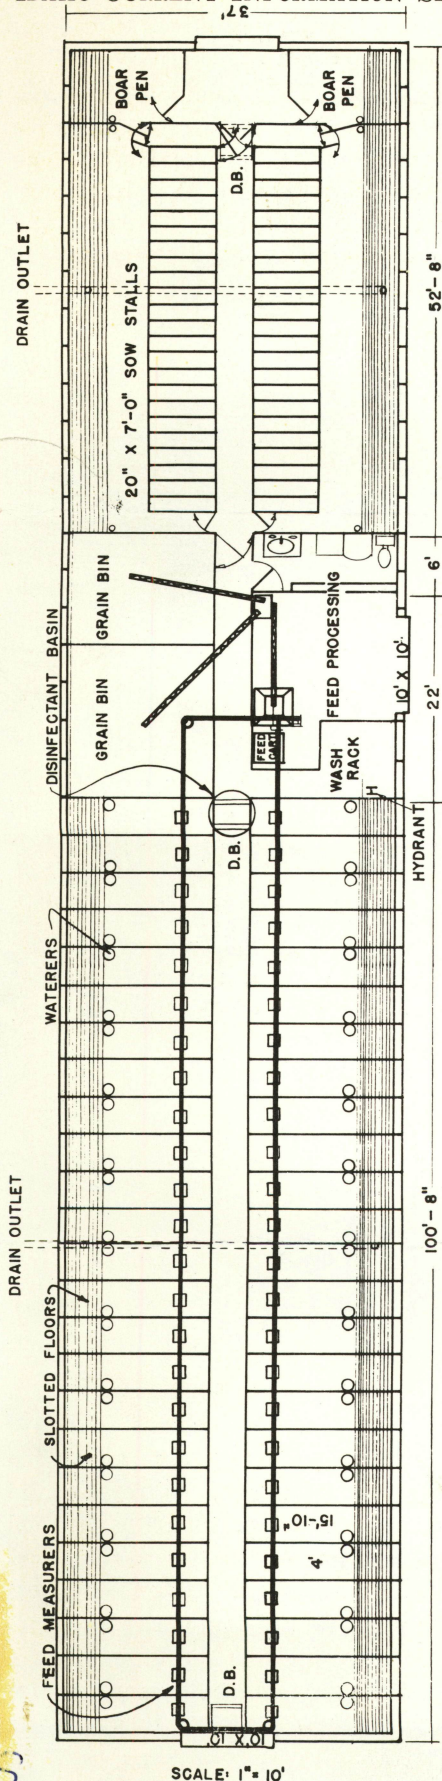 37'
BOAR PEN
BOAR PEN
D.B.
DRAIN OUTLET
20" X 7'-0" SOW STALLS
52'-8"
GRAIN BIN
GRAIN BIN
6'
FEED PROCESSING
10' X 10'
22'
DISINFECTANT BASIN
FEED CART
WASH RACK
H
HYDRANT
D.B.
WATERERS
DRAIN OUTLET
100'-8"
SLOTTED FLOORS
FEED MEASURERS
15'-10"
4'
D.B.
10' X 10'
SCALE: 1"= 10'